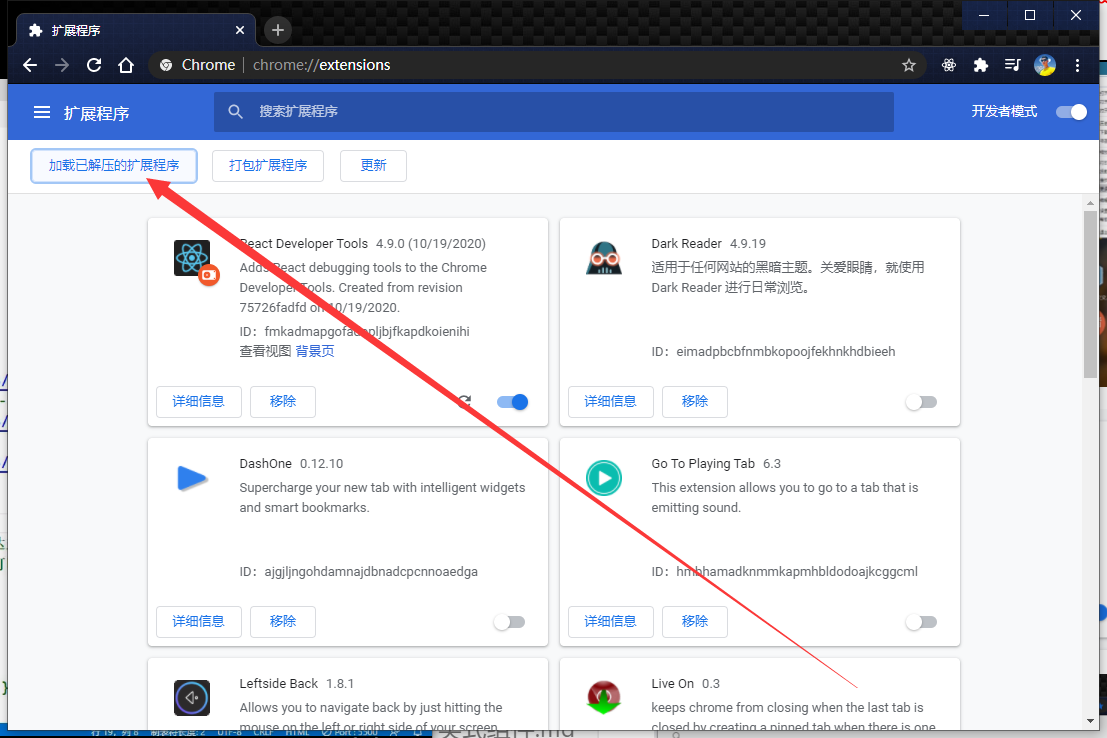 扩展程序
Chrome
chrome://extensions
扩展程序
搜索扩展程序
开发者模式
加载已解压的扩展程序
打包扩展程序
更新
React Developer Tools 4.9.0 (10/19/2020)
Adds React debugging tools to the Chrome
Developer Tools. Created from revision
75726fadfd on 10/19/2020.
查看视图 背景页
详细信息
移除
Dark Reader 4.9.19
适用于任何网站的黑暗主题。关爱眼睛，就使用
Dark Reader 进行日常浏览。
ID：eimadpbcbfnmbkopoojfekhnkhdbieeh
详细信息
移除
DashOne 0.12.10
Supercharge your new tab with intelligent widgets
and smart bookmarks.
ID：ajgjljngohdamnajdbnadcpcnnoaedga
详细信息
移除
Go To Playing Tab 6.3
This extension allows you to go to a tab that is
emitting sound.
ID：hmbhamadknmmkapmhbldodoajkcggcml
详细信息
移除
Leftside Back 1.8.1
Allows you to navigate back by just hitting the
mouse on the left or right side of your screen
Live On 0.3
keeps chrome from closing when the last tab is
closed by creating a pinned tab when there is one